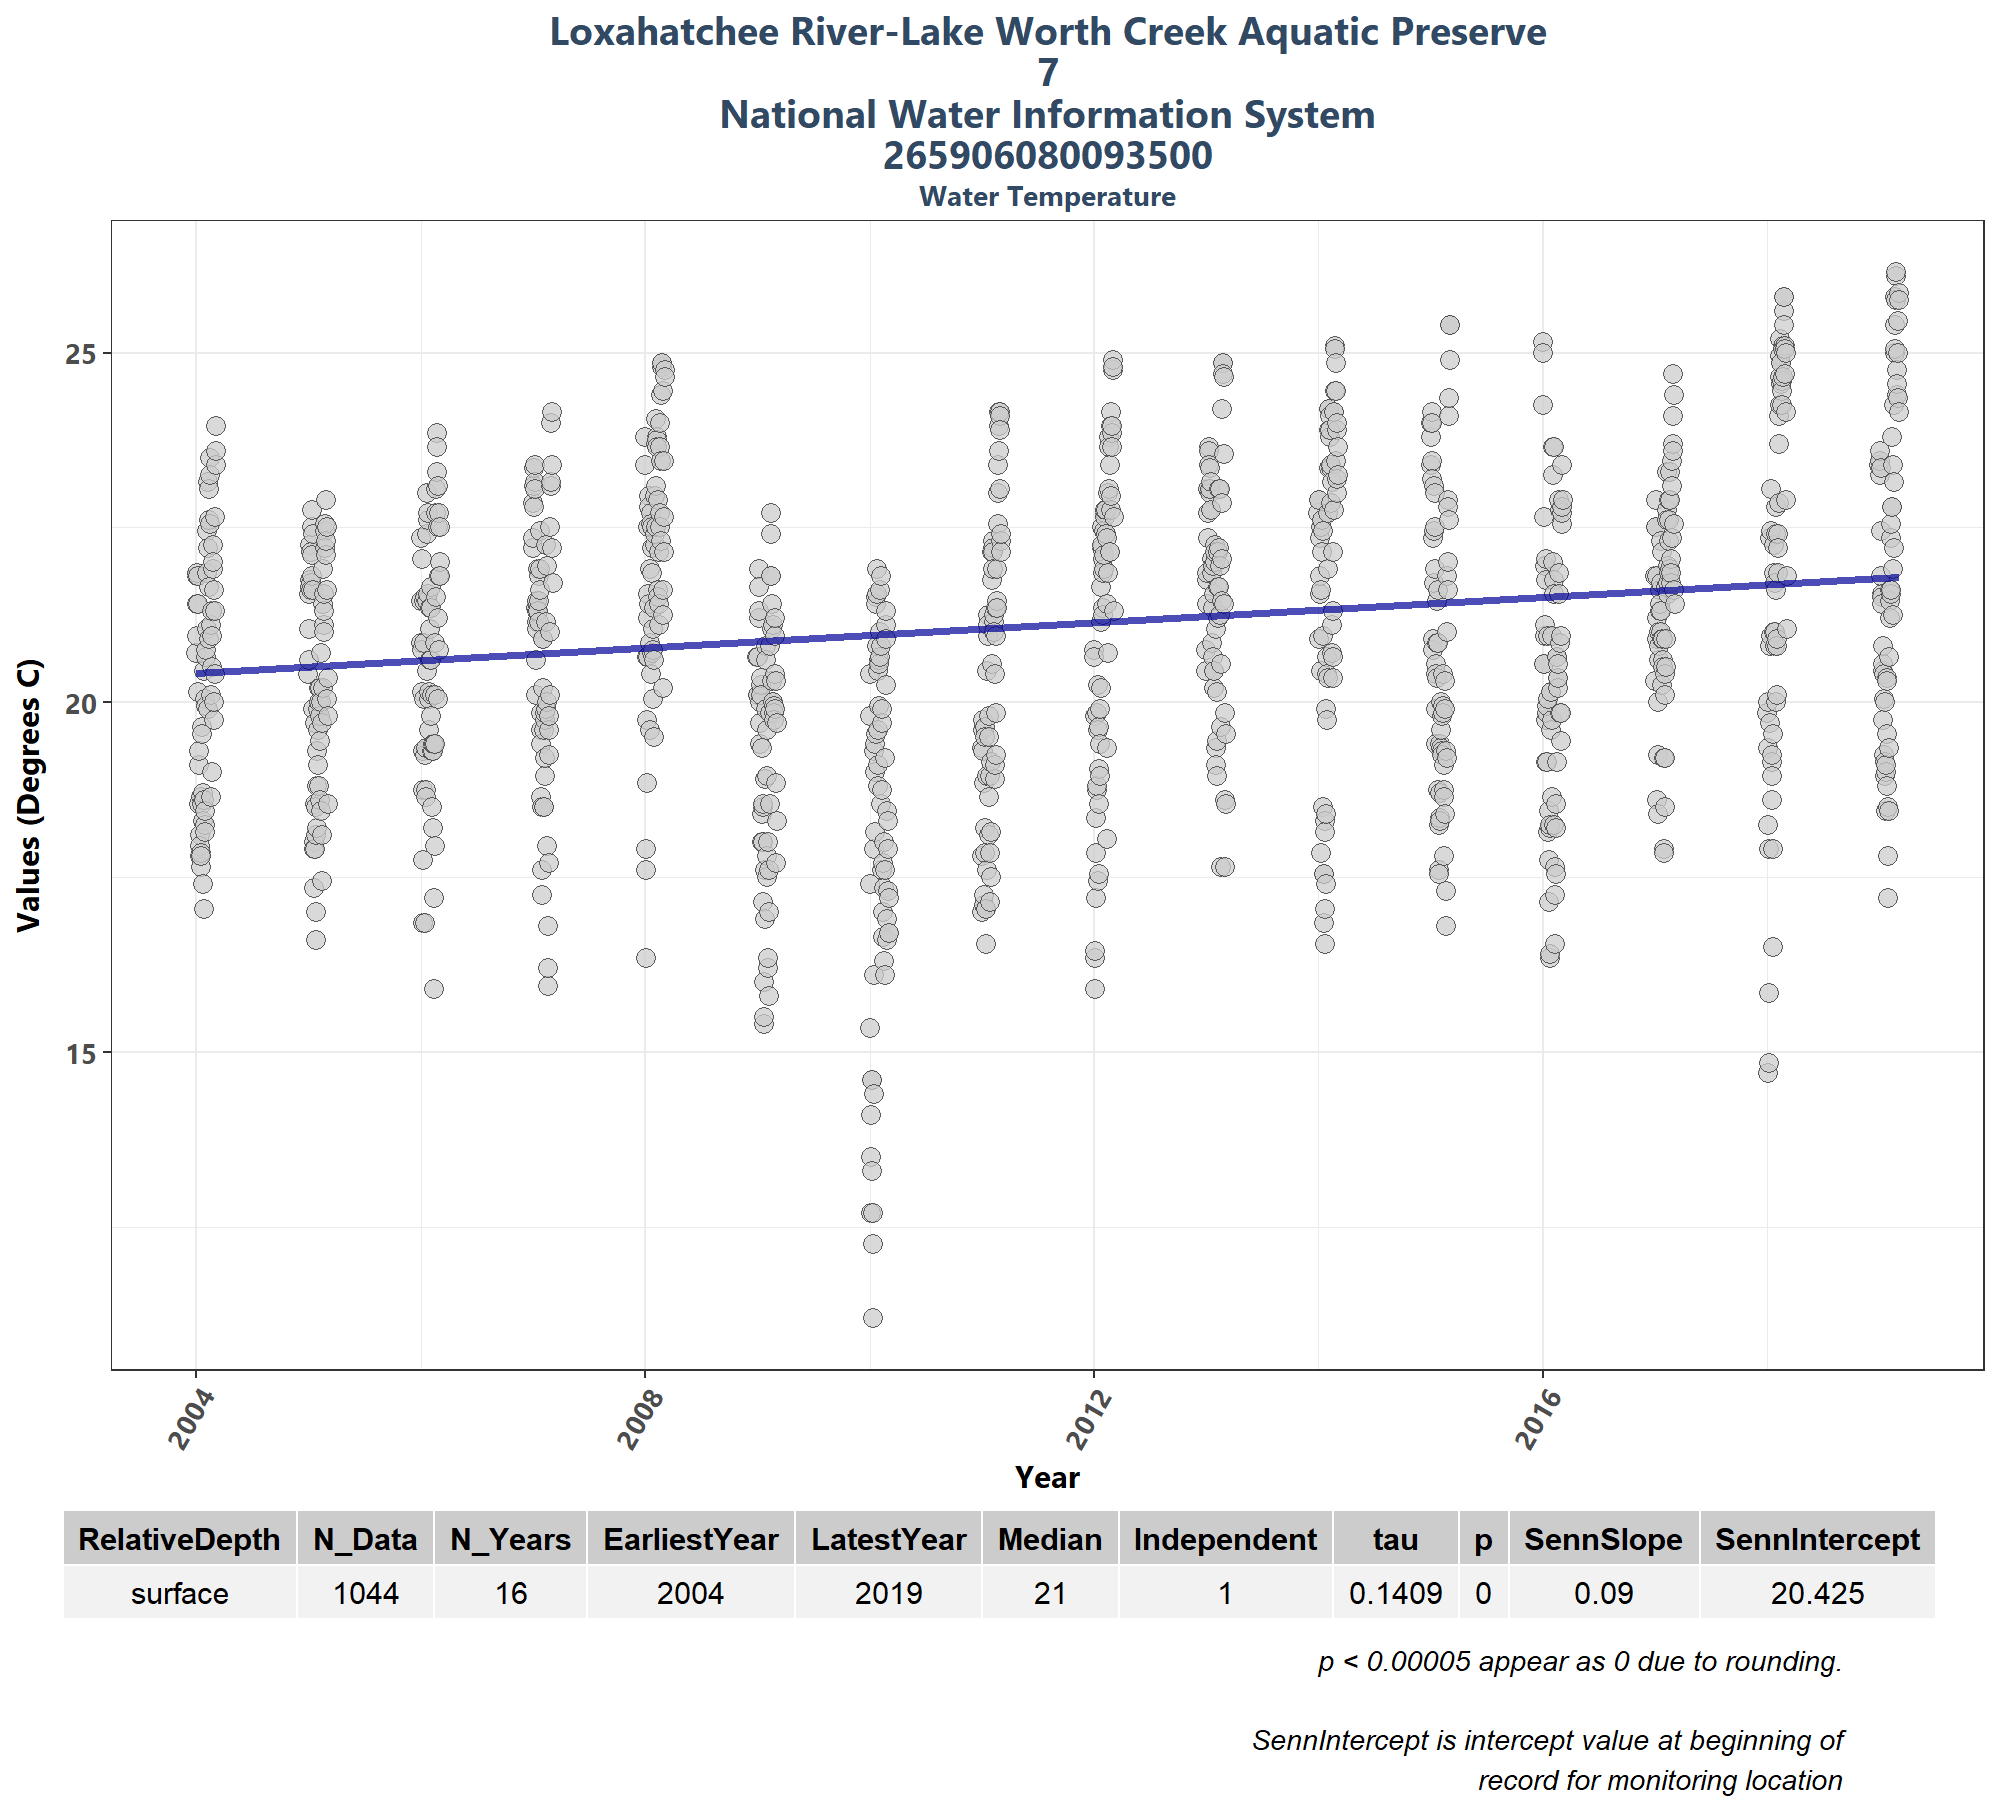 Loxahatchee River-Lake Worth Creek Aquatic Preserve
7
National Water Information System
265906080093500
Water Temperature
Values (Degrees C)
25
20
15
2004 2008 2012 2016
Year
RelativeDepth N_Data N_Years EarliestYear LatestYear Median Independent tau p SennSlope SennIntercept
surface 1044 16 2004 2019 21 1 0.1409 0 0.09 20.425
p < 0.00005 appear as 0 due to rounding.
SennIntercept is intercept value at beginning of
record for monitoring location